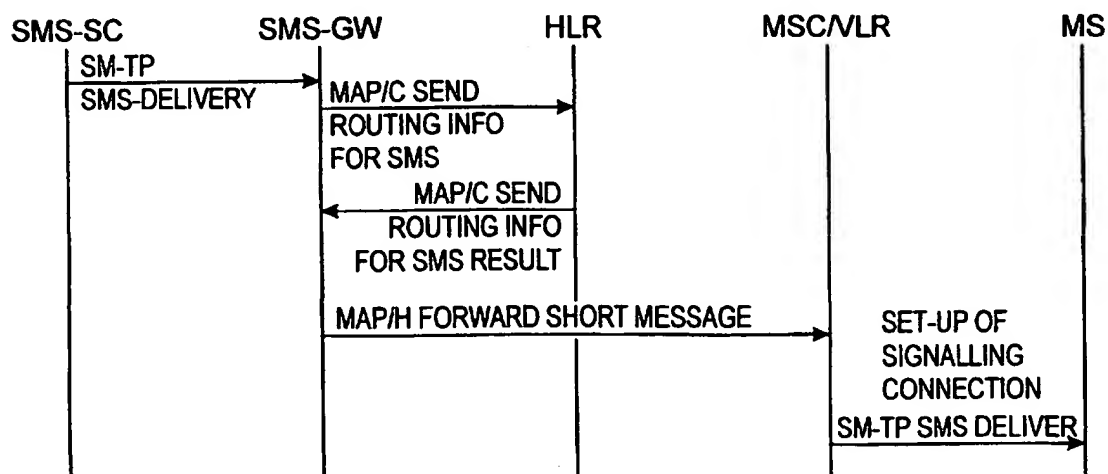 SMS-SC SMS-GW HLR MSC/VLR MS
SM-TP
SMS-DELIVERY
MAP/C SEND
ROUTING INFO
FOR SMS
MAP/C SEND
ROUTING INFO
FOR SMS RESULT
MAP/H FORWARD SHORT MESSAGE
SET-UP OF
SIGNALLING
CONNECTION
SM-TP SMS DELIVER